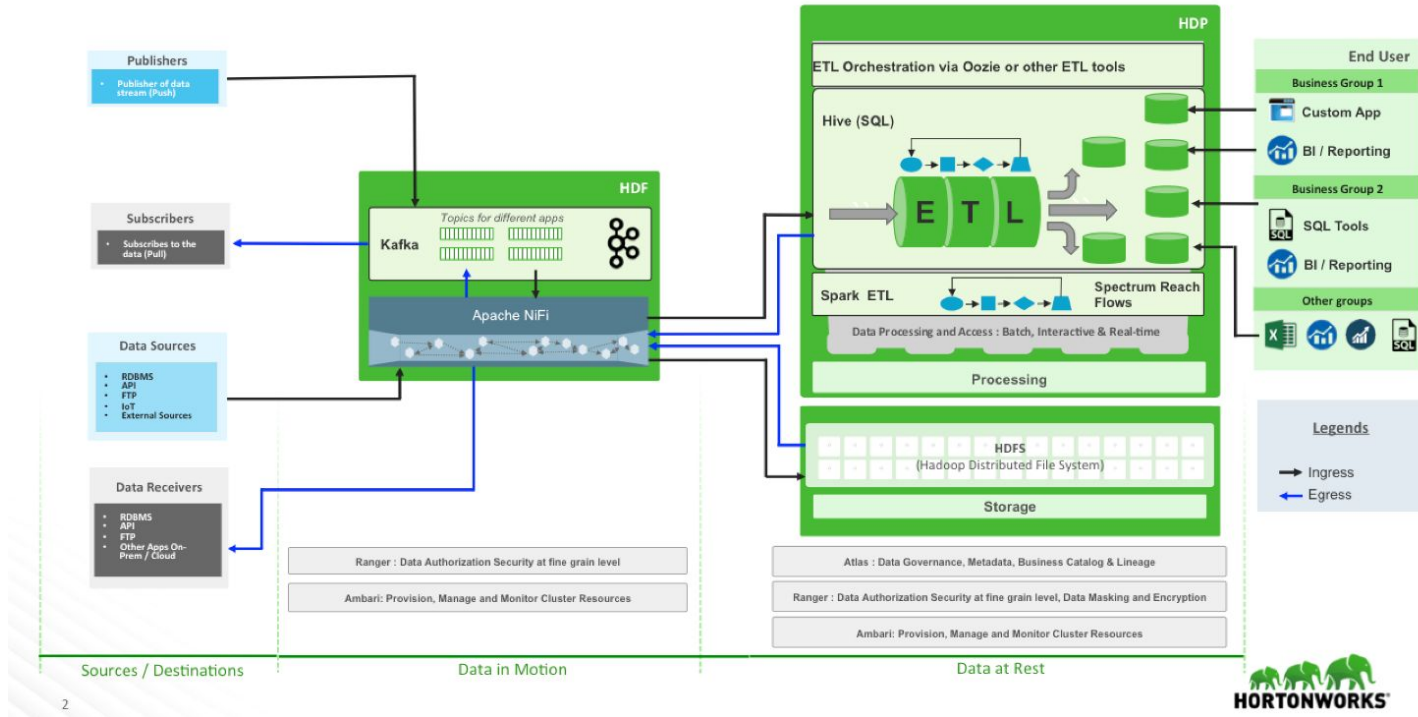 Publishers
• Publisher of data
stream (Push)
Subscribers
• Subscribes to the
data (Pull)
Data Sources
• RDBMS
• API
• FTP
• IoT
• External Sources
Data Receivers
• RDBMS
• API
• FTP
• Other Apps On-
Prem / Cloud
HDF
Topics for different apps
Kafka
Apache NiFi
Ranger : Data Authorization Security at fine grain level
Ambari: Provision, Manage and Monitor Cluster Resources
HDP
ETL Orchestration via Oozie or other ETL tools
Hive (SQL)
E T L
Spark ETL
Spectrum Reach
Flows
Data Processing and Access : Batch, Interactive & Real-time
Processing
HDFS
(Hadoop Distributed File System)
Storage
Atlas : Data Governance, Metadata, Business Catalog & Lineage
Ranger : Data Authorization Security at fine grain level, Data Masking and Encryption
Ambari: Provision, Manage and Monitor Cluster Resources
End User
Business Group 1
Custom App
BI / Reporting
Business Group 2
SQL
SQL Tools
BI / Reporting
Other groups
X
SQL
Legends
Ingress
Egress
Sources / Destinations
Data in Motion
Data at Rest
2
HORTONWORKS®